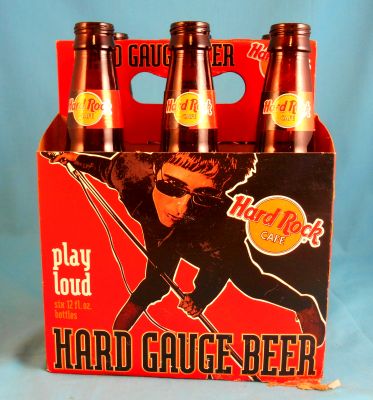 HARD GAUGE BEER
Hard Rock
CAFE
Hard Rock
CAFE
Hard Rock
CAFE
Hard Rock
CAFE
play
loud
six 12 fl. oz.
bottles
HARD GAUGE BEER